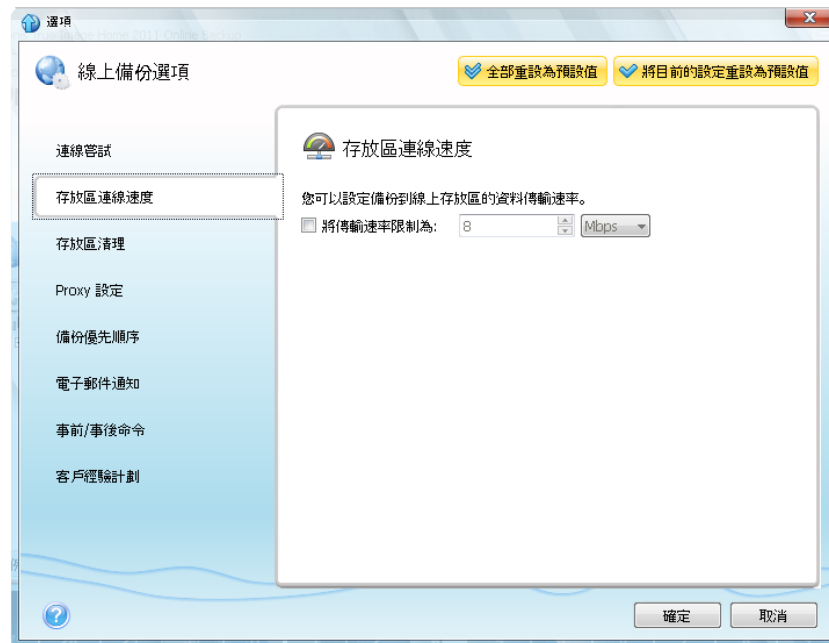 選項
線上備份選項
全部重設為預設值
將目前的設定重設為預設值
連線嘗試
存放區連線速度
存放區清理
Proxy 設定
備份優先順序
電子郵件通知
事前/事後命令
客戶經驗計劃
存放區連線速度
您可以設定備份到線上存放區的資料傳輸速率。
將傳輸速率限制為:
8
Mbps
確定
取消